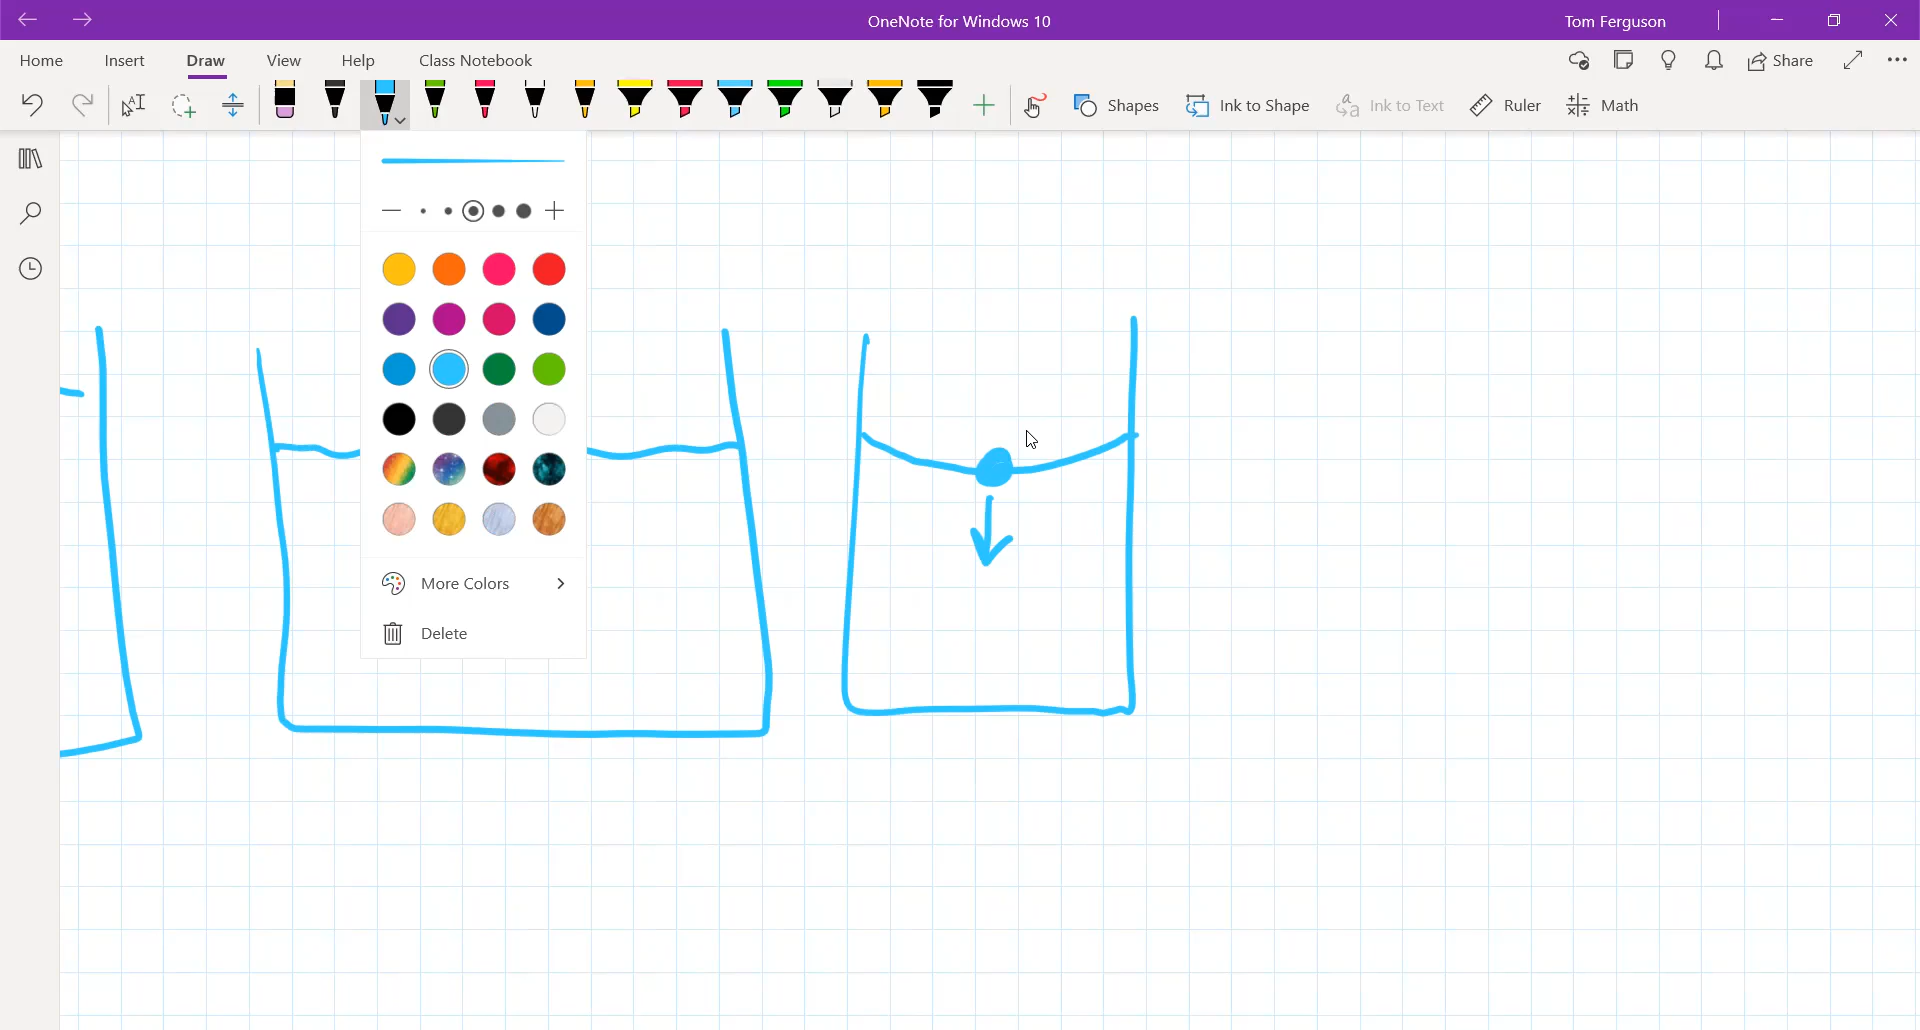 OneNote for Windows 10
Tom Ferguson
Home
Insert
Draw
View
Help
Class Notebook
Share
Shapes
Ink to Shape
Ink to Text
Ruler
Math
More Colors
Delete